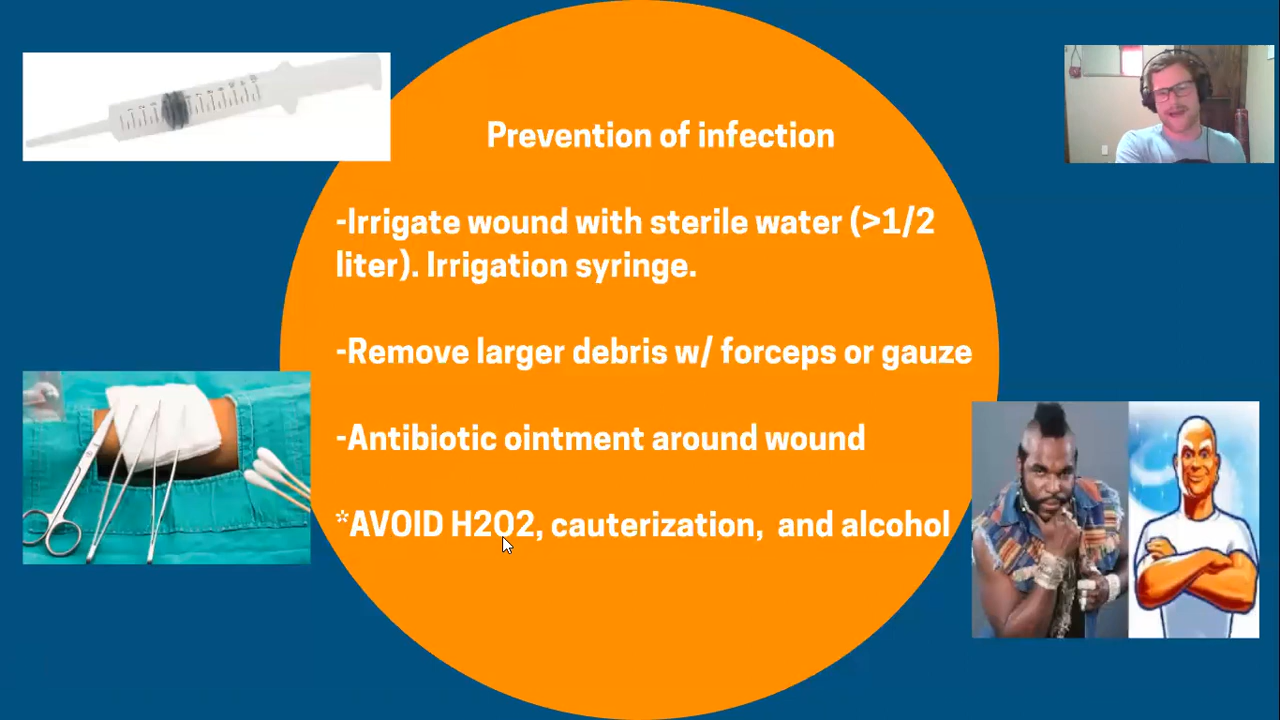 Prevention of infection
-Irrigate wound with sterile water (>1/2
liter). Irrigation syringe.
-Remove larger debris w/ forceps or gauze
-Antibiotic ointment around wound
*AVOID H2O2, cauterization,  and alcohol